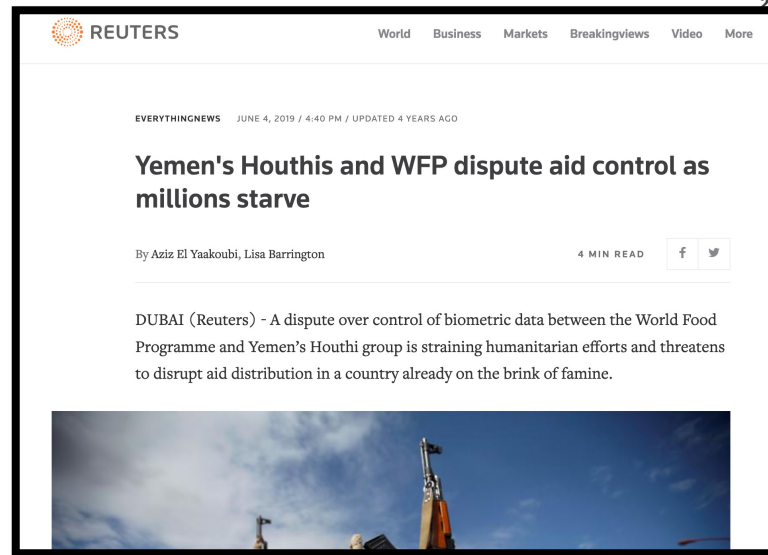 REUTERS
World Business Markets Breakingviews Video More
EVERYTHINGNEWS JUNE 4, 2019 / 4:40 PM / UPDATED 4 YEARS AGO
Yemen's Houthis and WFP dispute aid control as
millions starve
By Aziz El Yaakoubi, Lisa Barrington
4 MIN READ
DUBAI (Reuters) - A dispute over control of biometric data between the World Food
Programme and Yemen’s Houthi group is straining humanitarian efforts and threatens
to disrupt aid distribution in a country already on the brink of famine.